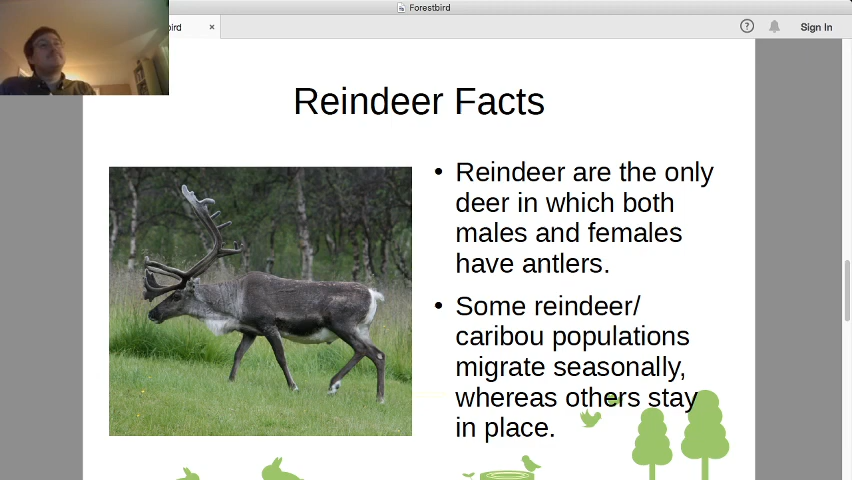 Forestbird
bird
Sign In
Reindeer Facts
• Reindeer are the only
deer in which both
males and females
have antlers.
• Some reindeer/
caribou populations
migrate seasonally,
whereas others stay
in place.